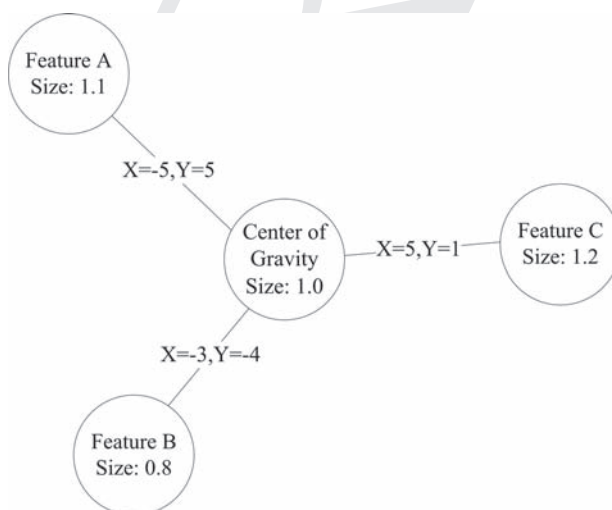 Feature A
Size: 1.1
X=-5,Y=5
Center of
Gravity
Size: 1.0
X=5,Y=1
Feature C
Size: 1.2
X=-3,Y=-4
Feature B
Size: 0.8